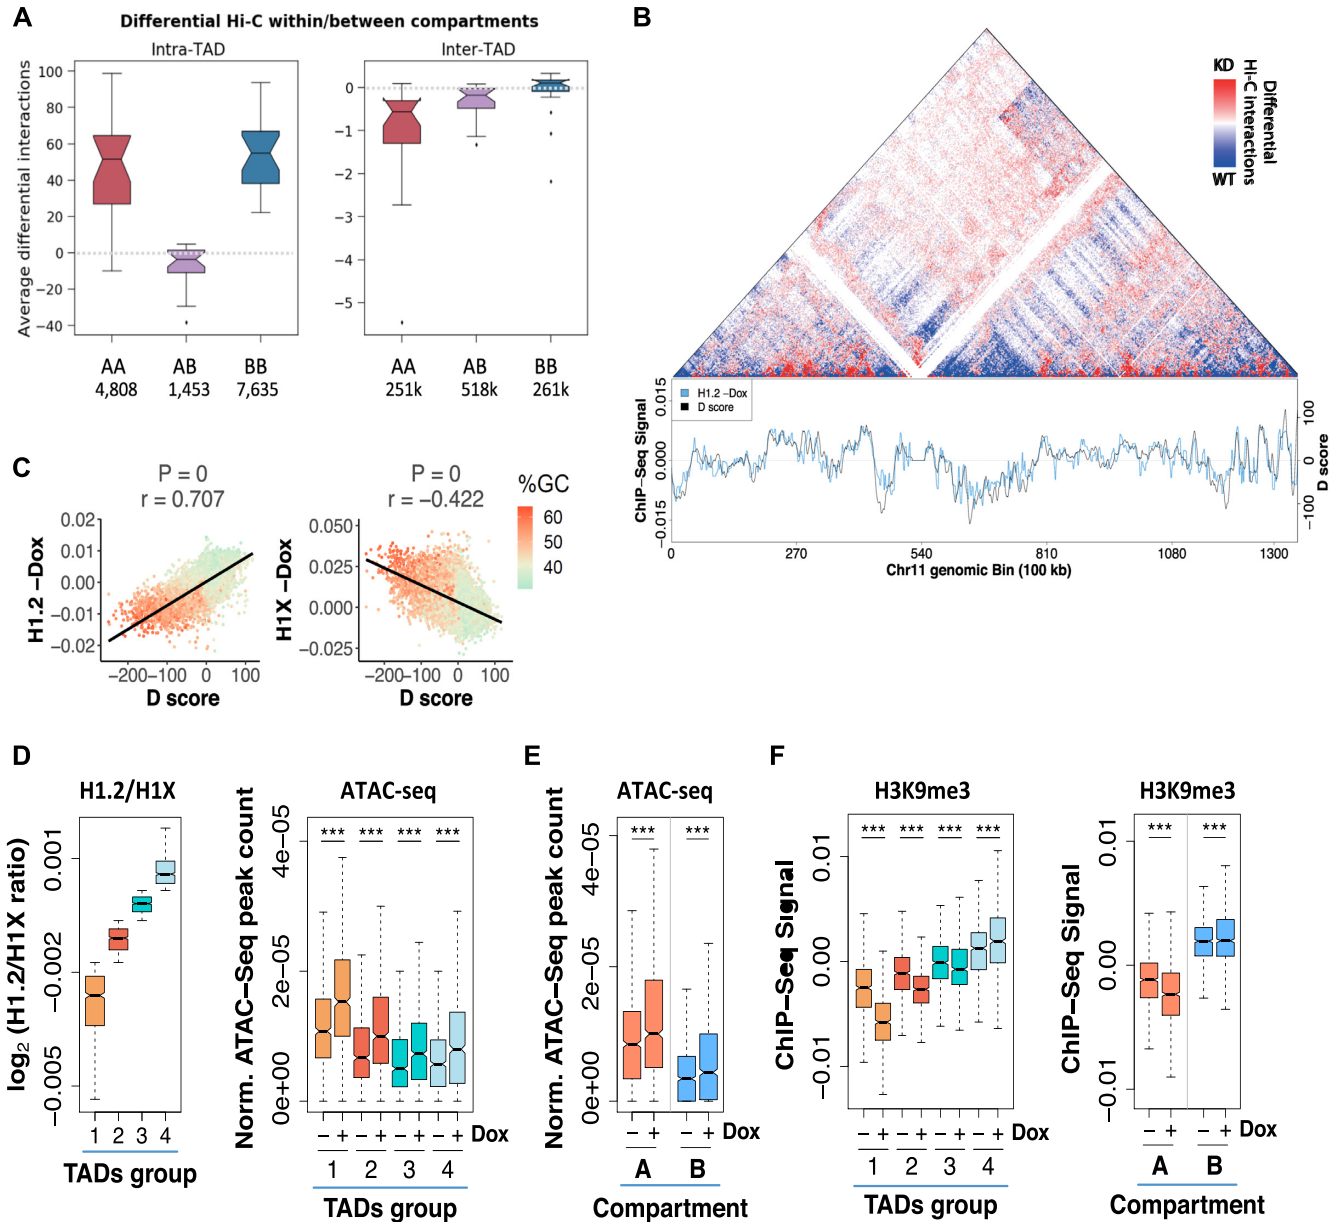 A
Differential Hi-C within/between compartments
Intra-TAD
Inter-TAD
Average differential interactions
100
80
60
40
20
0
−20
−40
0
−1
−2
−3
−4
−5
AA
AB
BB
AA
AB
BB
4,808
1,453
7,635
251k
518k
261k
B
KD
WT
Differential
Hi-C interactions
H1.2 −Dox
D score
ChIP−Seq Signal
0.015
0.000
−0.015
D score
100
0
−100
0
270
540
810
1080
1300
Chr11 genomic Bin (100 kb)
C
P = 0
r = 0.707
P = 0
r = −0.422
%GC
60
50
40
H1.2 −Dox
0.02
0.01
0.00
−0.01
−0.02
−200
−100
0
100
D score
H1X −Dox
0.050
0.025
0.000
−0.025
−200
−100
0
100
D score
D
H1.2/H1X
log2 (H1.2/H1X ratio)
0.001
−0.002
−0.005
1
2
3
4
TADs group
ATAC-seq
Norm. ATAC−Seq peak count
4e−05
2e−05
0e+00
*** *** *** ***
− + − + − + − + Dox
1 2 3 4
TADs group
E
ATAC-seq
Norm. ATAC−Seq peak count
4e−05
2e−05
0e+00
*** ***
− + − + Dox
A B
Compartment
F
H3K9me3
ChIP−Seq Signal
0.01
0.00
−0.01
*** *** *** ***
− + − + − + − + Dox
1 2 3 4
TADs group
H3K9me3
ChIP−Seq Signal
0.01
0.00
−0.01
*** ***
− + − + Dox
A B
Compartment